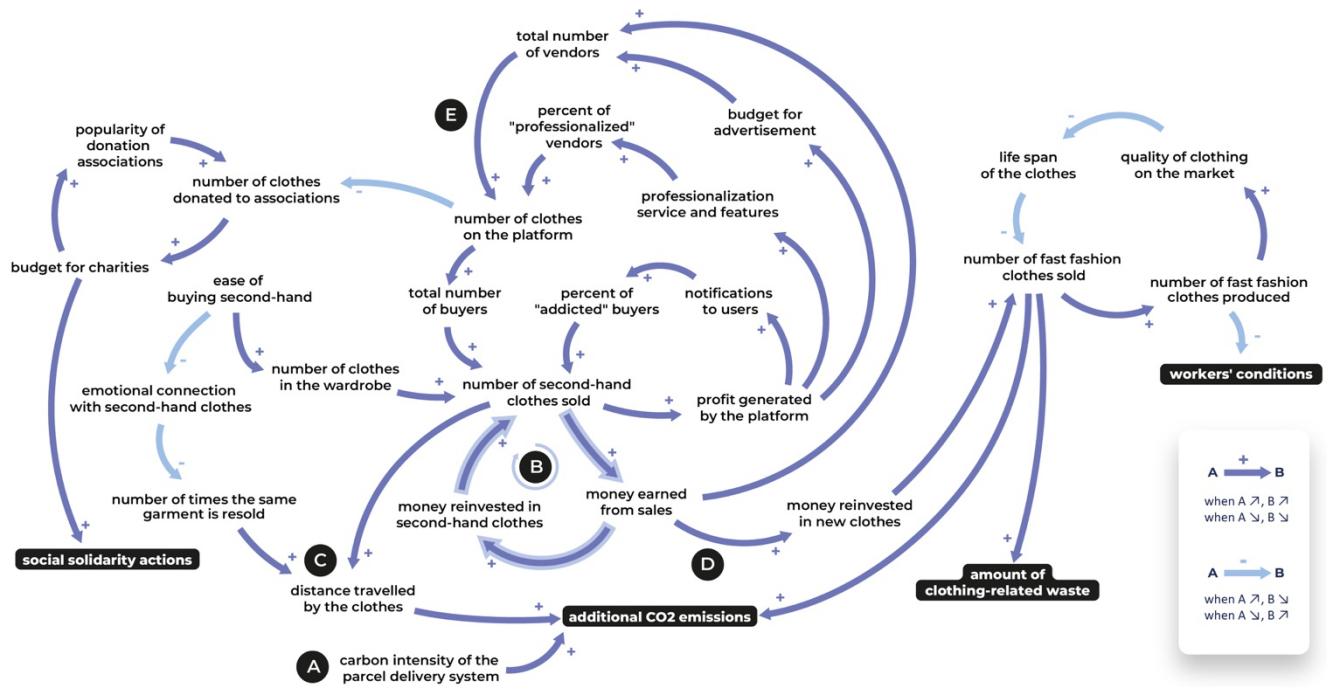 total number
of vendors
E
percent of
"professionalized"
vendors
budget for
advertisement
popularity of
donation
associations
number of clothes
donated to associations
number of clothes
on the platform
professionalization
service and features
life span
of the clothes
quality of clothing
on the market
budget for charities
ease of
buying second-hand
total number
of buyers
percent of
"addicted" buyers
notifications
to users
number of fast fashion
clothes sold
number of fast fashion
clothes produced
number of clothes
in the wardrobe
emotional connection
with second-hand clothes
number of second-hand
clothes sold
profit generated
by the platform
workers' conditions
B
number of times the same
garment is resold
money reinvested in
second-hand clothes
money earned
from sales
money reinvested
in new clothes
social solidarity actions
C
D
distance travelled
by the clothes
additional CO2 emissions
amount of
clothing-related waste
A
carbon intensity of the
parcel delivery system
+
A B
when A ↗, B ↗
when A ↘, B ↘
-
A B
when A ↗, B ↘
when A ↘, B ↗